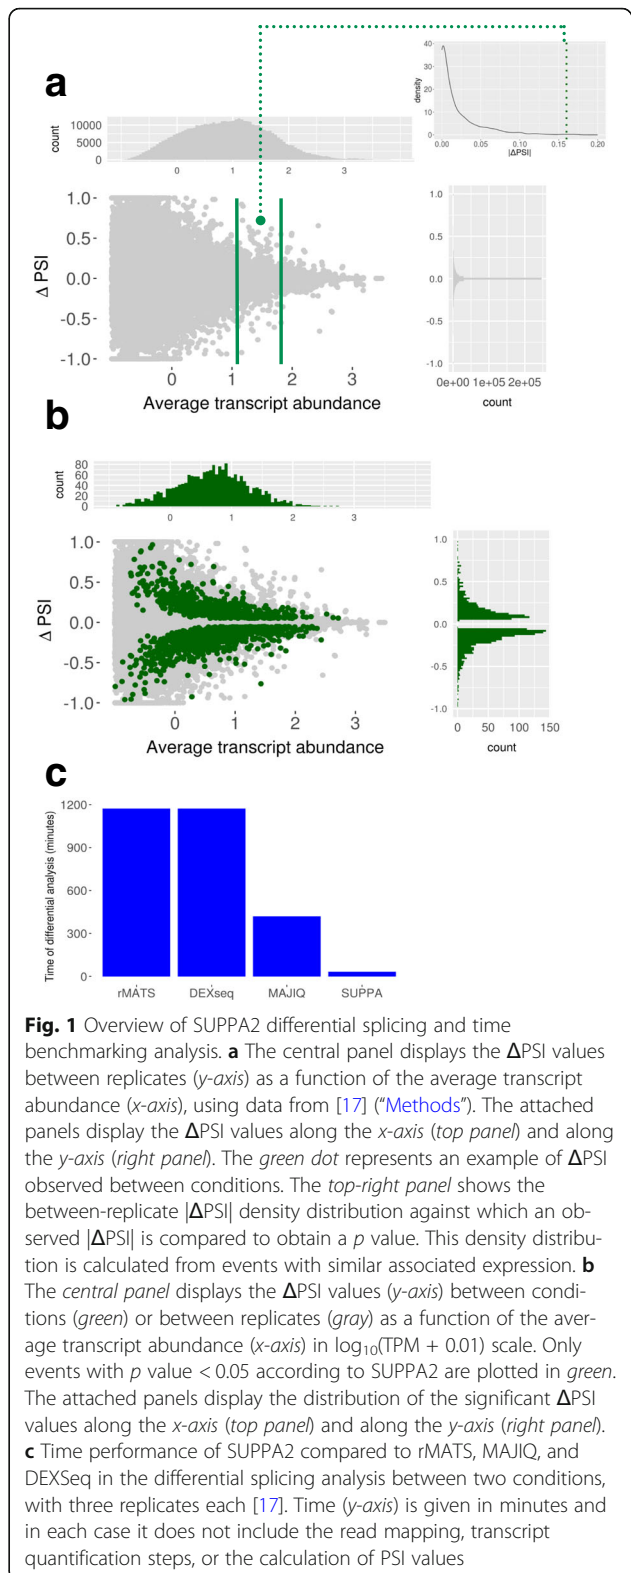 a
40
30
20
10
0
density
0.00 0.05 0.10 0.15 0.20
|ΔPSI|
10000
5000
0
count
0 1 2 3
1.0
0.5
0.0
-0.5
-1.0
Δ PSI
0 1 2 3
Average transcript abundance
1.0
0.5
0.0
-0.5
-1.0
0e+00 1e+05 2e+05
count
b
80
60
40
20
0
count
0 1 2 3
1.0
0.5
0.0
-0.5
-1.0
Δ PSI
0 1 2 3
Average transcript abundance
1.0
0.5
0.0
-0.5
-1.0
0 50 100 150
count
c
1200
900
600
300
0
Time of differential analysis (minutes)
rMATS DEXseq MAJIQ SUPPA
Fig. 1 Overview of SUPPA2 differential splicing and time
benchmarking analysis. a The central panel displays the ΔPSI values
between replicates (y-axis) as a function of the average transcript
abundance (x-axis), using data from [17] (“Methods”). The attached
panels display the ΔPSI values along the x-axis (top panel) and along
the y-axis (right panel). The green dot represents an example of ΔPSI
observed between conditions. The top-right panel shows the
between-replicate |ΔPSI| density distribution against which an ob-
served |ΔPSI| is compared to obtain a p value. This density distribu-
tion is calculated from events with similar associated expression. b
The central panel displays the ΔPSI values (y-axis) between condi-
tions (green) or between replicates (gray) as a function of the aver-
age transcript abundance (x-axis) in log10(TPM + 0.01) scale. Only
events with p value < 0.05 according to SUPPA2 are plotted in green.
The attached panels display the distribution of the significant ΔPSI
values along the x-axis (top panel) and along the y-axis (right panel).
c Time performance of SUPPA2 compared to rMATS, MAJIQ, and
DEXSeq in the differential splicing analysis between two conditions,
with three replicates each [17]. Time (y-axis) is given in minutes and
in each case it does not include the read mapping, transcript
quantification steps, or the calculation of PSI values